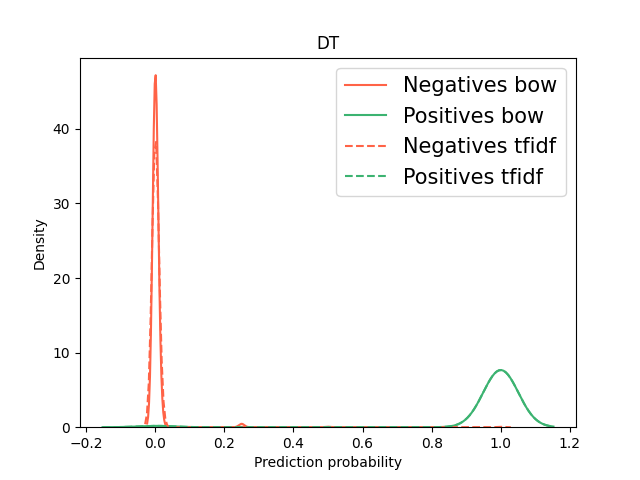 DT
Negatives bow
Positives bow
Negatives tfidf
Positives tfidf
Density
40
30
20
10
0
−0.2 0.0 0.2 0.4 0.6 0.8 1.0 1.2
Prediction probability